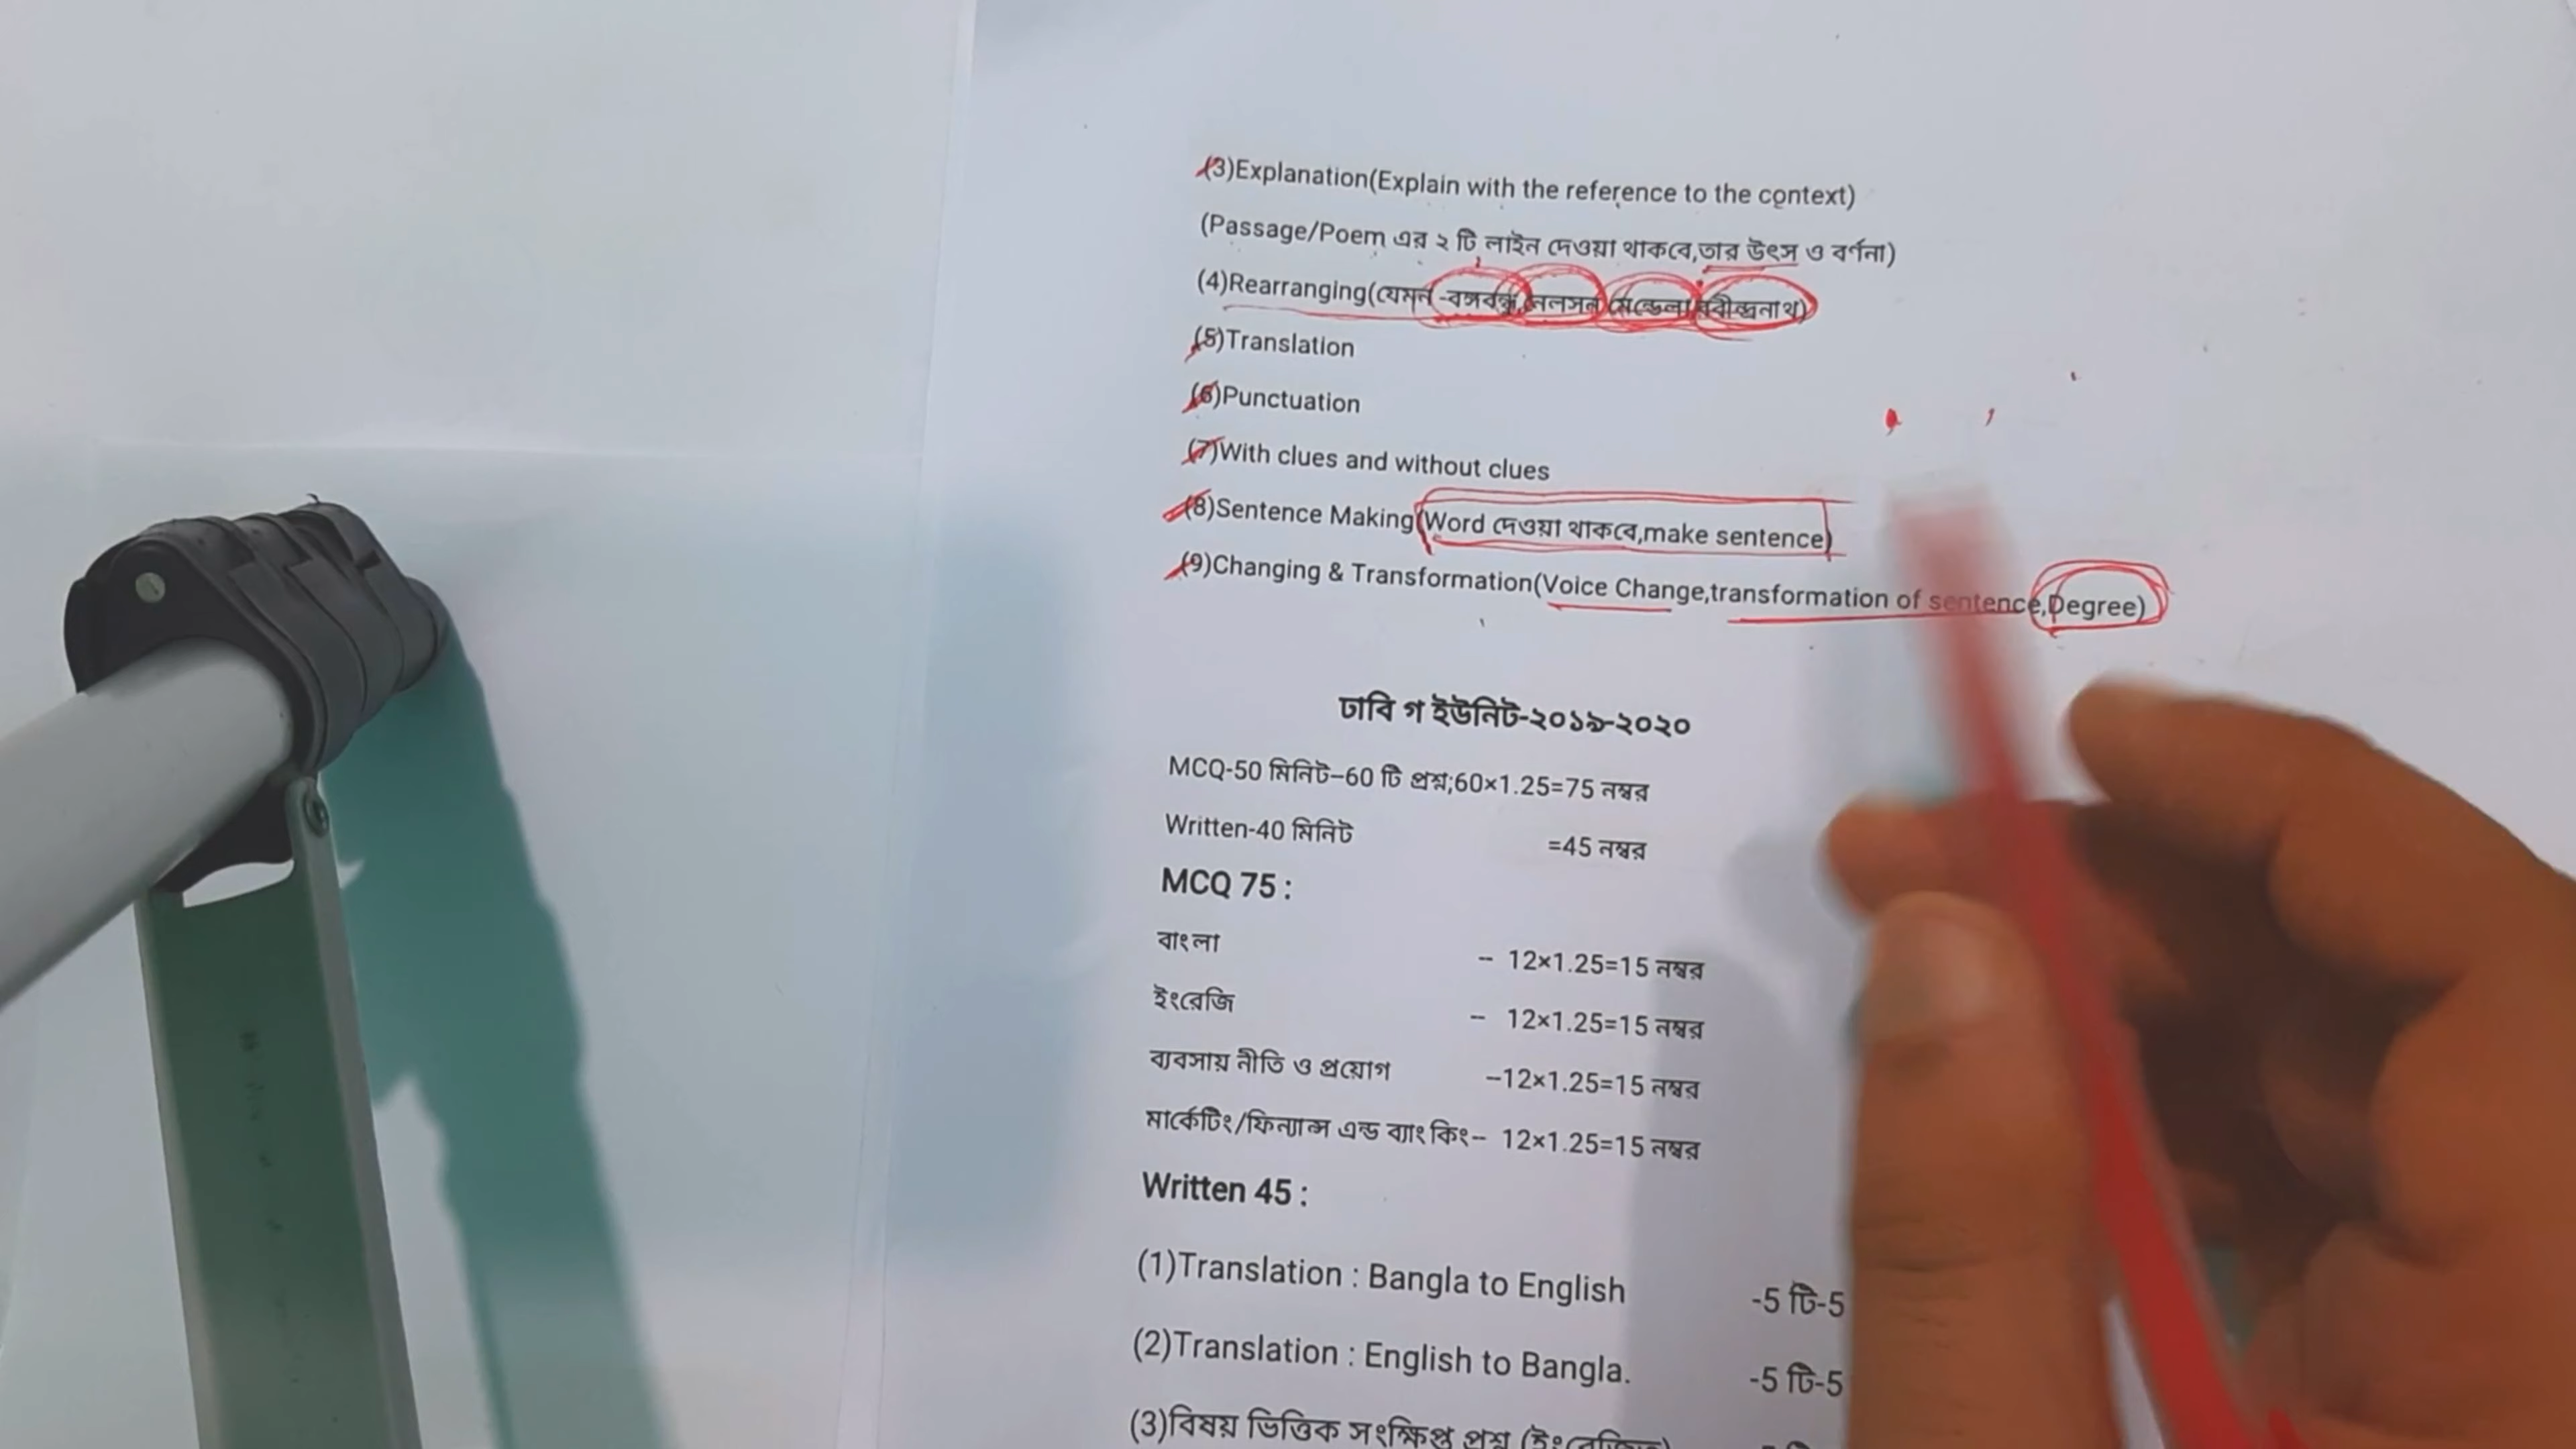 (3)Explanation(Explain with the reference to the context)
(Passage/Poem এর ২ টি লাইন দেওয়া থাকবে,তার উৎস ও বর্ণনা)
(4)Rearranging(যেমন -বঙ্গবন্ধু,নেলসন মেন্ডেলা,রবীন্দ্রনাথ)
(5)Translation
(6)Punctuation
(7)With clues and without clues
(8)Sentence Making(Word দেওয়া থাকবে,make sentence)
(9)Changing & Transformation(Voice Change,transformation of sentence,Degree)
ঢাবি গ ইউনিট-২০১৯-২০২০
MCQ-50 মিনিট–60 টি প্রশ্ন;60×1.25=75 নম্বর
Written-40 মিনিট =45 নম্বর
MCQ 75 :
বাংলা – 12×1.25=15 নম্বর
ইংরেজি – 12×1.25=15 নম্বর
ব্যবসায় নীতি ও প্রয়োগ –12×1.25=15 নম্বর
মার্কেটিং/ফিন্যান্স এন্ড ব্যাংকিং– 12×1.25=15 নম্বর
Written 45 :
(1)Translation : Bangla to English -5 টি-5
(2)Translation : English to Bangla. -5 টি-5
(3)বিষয় ভিত্তিক সংক্ষিপ্ত প্রশ্ন (ইংরেজিতে)